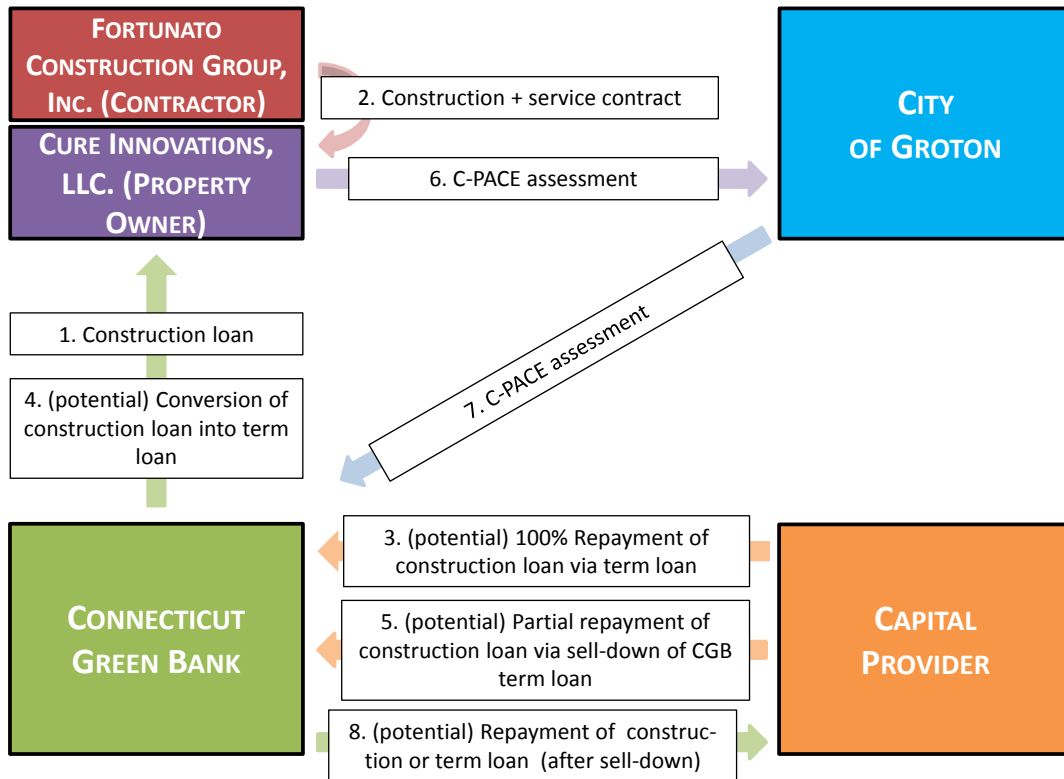 FORTUNATO
CONSTRUCTION GROUP,
INC. (CONTRACTOR)
CURE INNOVATIONS,
LLC. (PROPERTY
OWNER)
2. Construction + service contract
6. C-PACE assessment
CITY
OF GROTON
1. Construction loan
4. (potential) Conversion of
construction loan into term
loan
7. C-PACE assessment
CONNECTICUT
GREEN BANK
3. (potential) 100% Repayment of
construction loan via term loan
5. (potential) Partial repayment of
construction loan via sell-down of CGB
term loan
8. (potential) Repayment of construc-
tion or term loan (after sell-down)
CAPITAL
PROVIDER